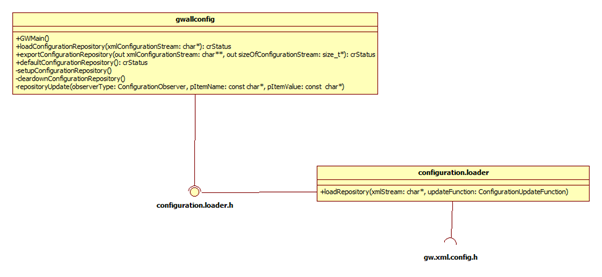 gwallconfig
+GWMain()
+loadConfigurationRepository(xmlConfigurationStream: char*): crStatus
+exportConfigurationRepository(out xmlConfigurationStream: char**, out sizeOfConfigurationStream: size_t*): crStatus
+defaultConfigurationRepository(): crStatus
-setupConfigurationRepository()
-cleardownConfigurationRepository()
-repositoryUpdate(observerType: ConfigurationObserver, pItemName: const char*, pItemValue: const char*)
configuration.loader
+loadRepository(xmlStream: char*, updateFunction: ConfigurationUpdateFunction)
configuration.loader.h
gw.xml.config.h